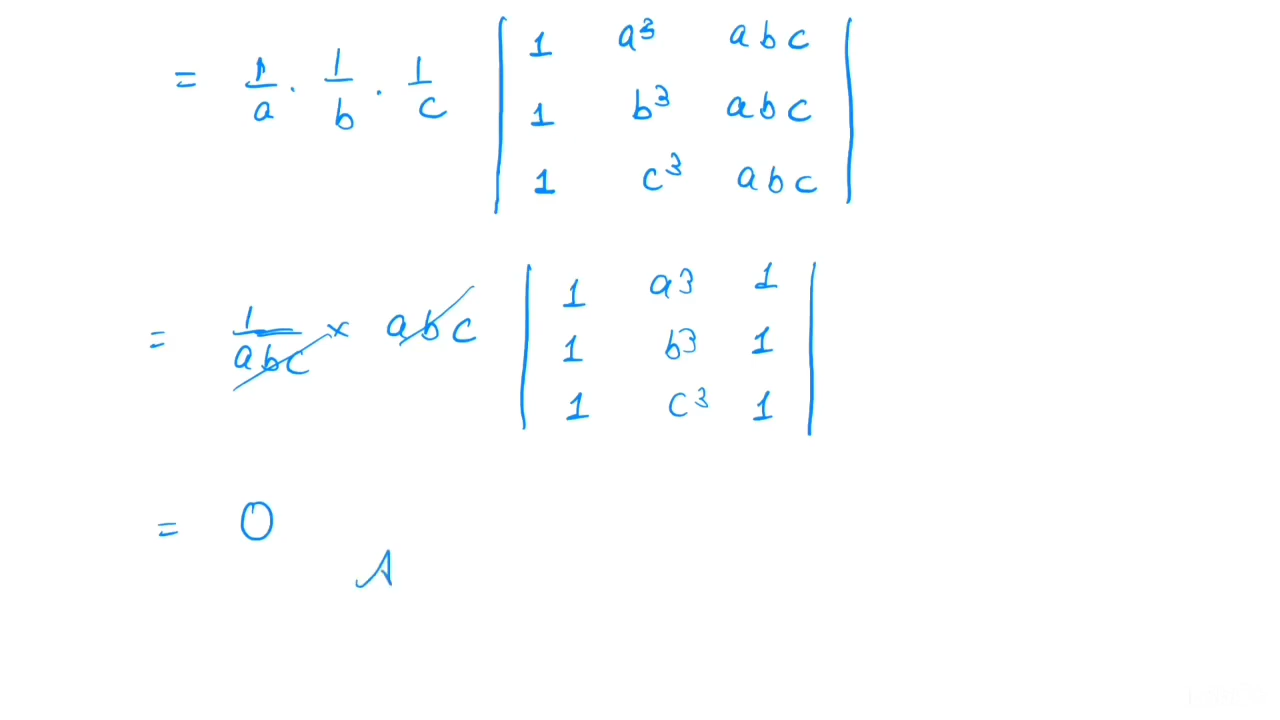 = 1/a · 1/b · 1/c | 1 a³ abc |
| 1 b³ abc |
| 1 c³ abc |
= 1/abc × abc | 1 a³ 1 |
| 1 b³ 1 |
| 1 c³ 1 |
= 0
A